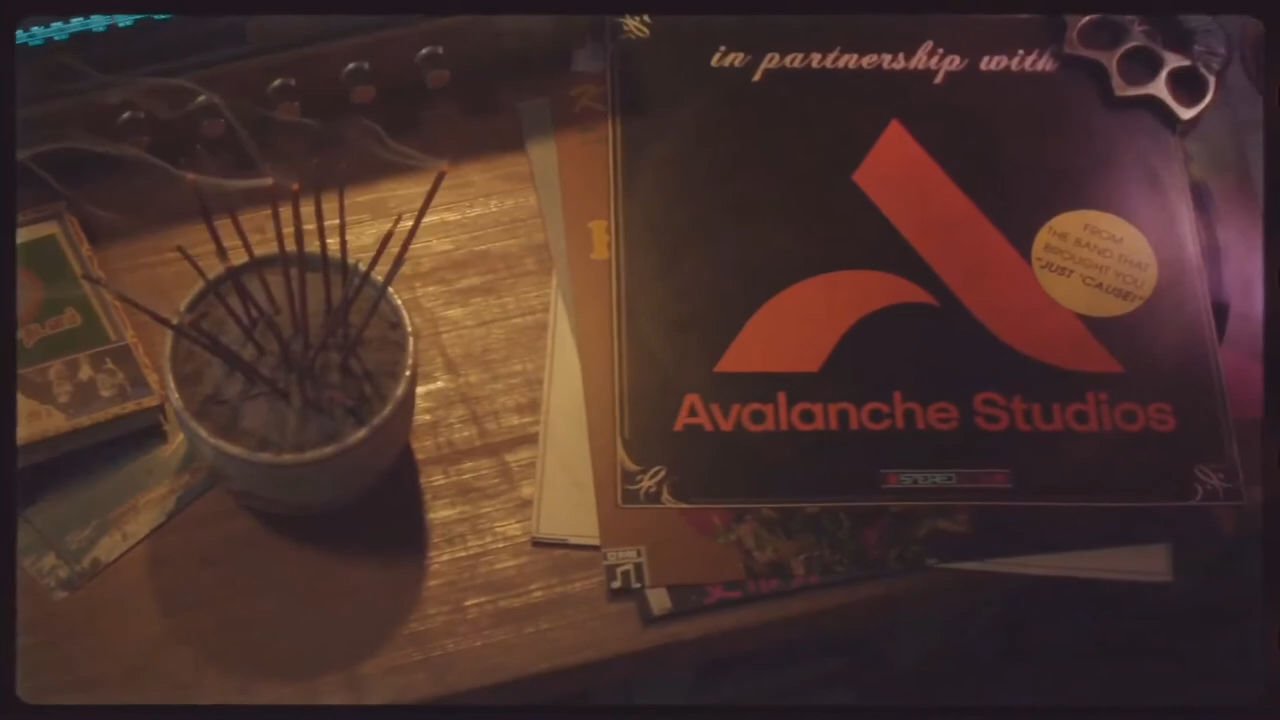 in partnership with
FROM
THE BAND THAT
BROUGHT YOU
"JUST 'CAUSE!"
Avalanche Studios